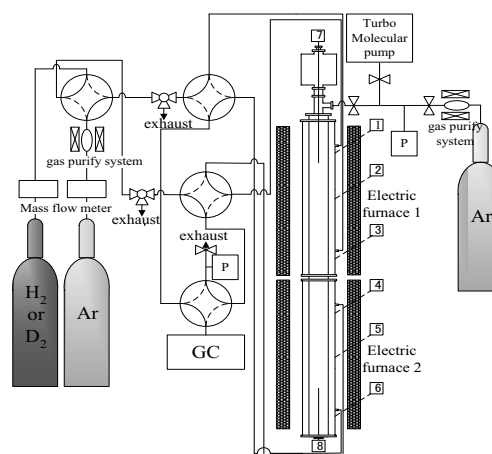 7
Turbo
Molecular
pump
exhaust
gas purify system
P
gas purify
system
1
2
Electric
furnace 1
3
Mass flow meter
exhaust
exhaust
P
4
5
Electric
furnace 2
6
8
H2
or
D2
Ar
GC
Ar